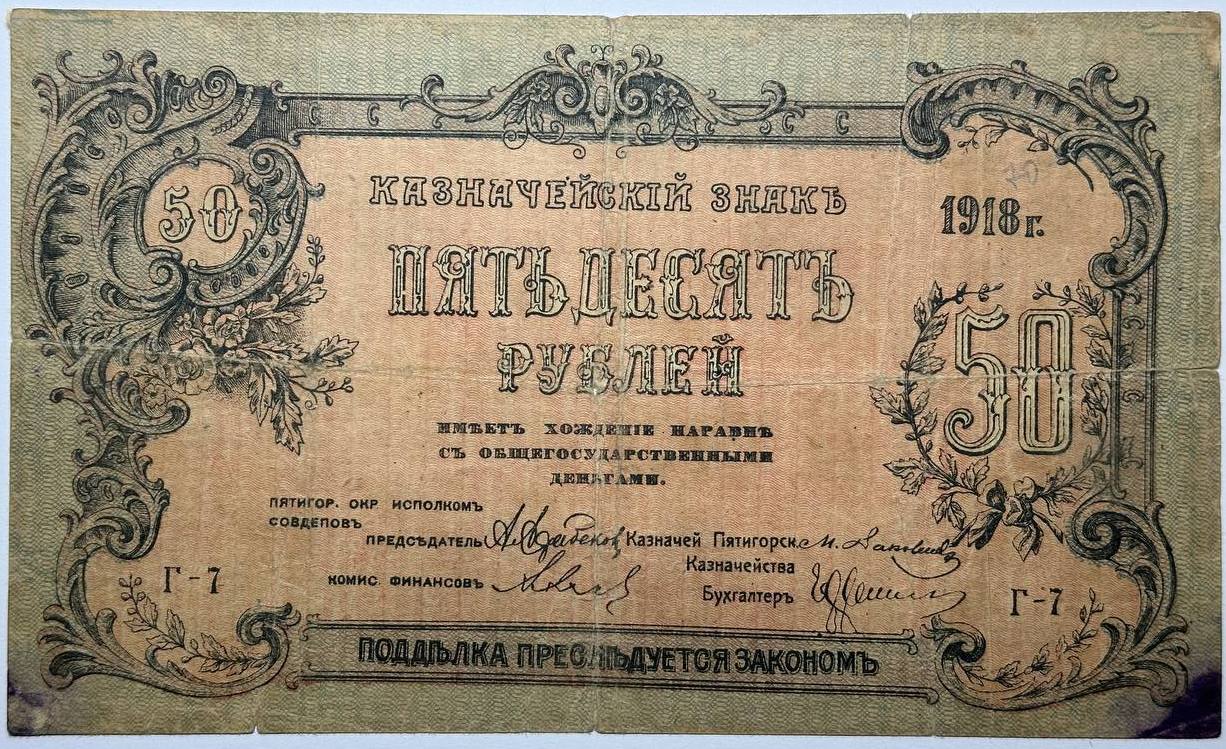 С С С С
50
КАЗНАЧЕЙСКІЙ ЗНАКЪ
1918 г.
ПЯТЬДЕСЯТЪ
РУБЛЕЙ
50
ИМѢЕТЪ ХОЖДЕНІЕ НАРАВНѢ
СЪ ОБЩЕГОСУДАРСТВЕННЫМИ
ДЕНЬГАМИ.
ПЯТИГОР. ОКР ИСПОЛКОМЪ
СОВДЕПОВЪ
ПРЕДСѢДАТЕЛЬ
Казначей Пятигорск.
Казначейства
КОМИС. ФИНАНСОВЪ
Бухгалтеръ
Г-7
Г-7
ПОДДѢЛКА ПРЕСЛѢДУЕТСЯ ЗАКОНОМЪ